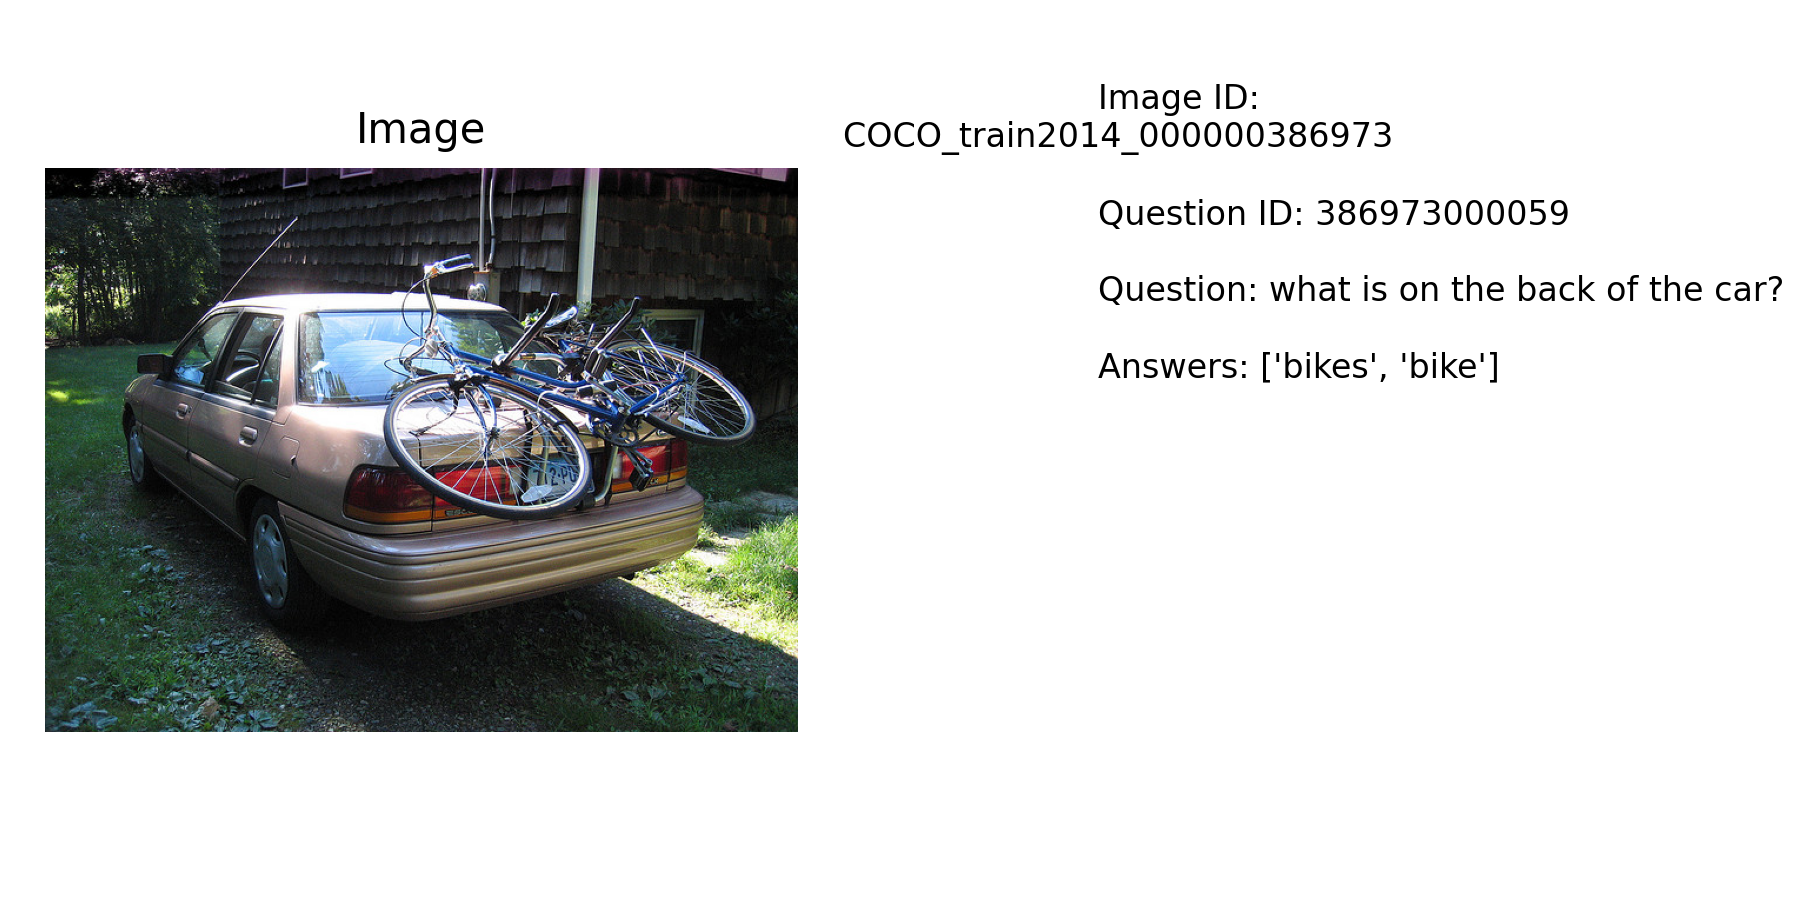 Image
Image ID:
COCO_train2014_000000386973
Question ID: 386973000059
Question: what is on the back of the car?
Answers: ['bikes', 'bike']